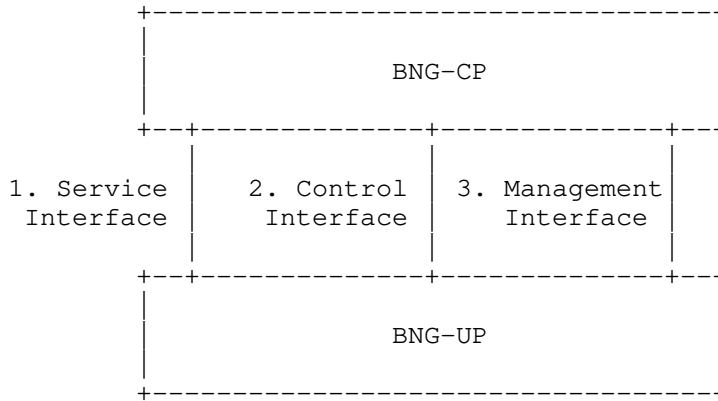 BNG-CP
1. Service 2. Control 3. Management
Interface Interface Interface
BNG-UP